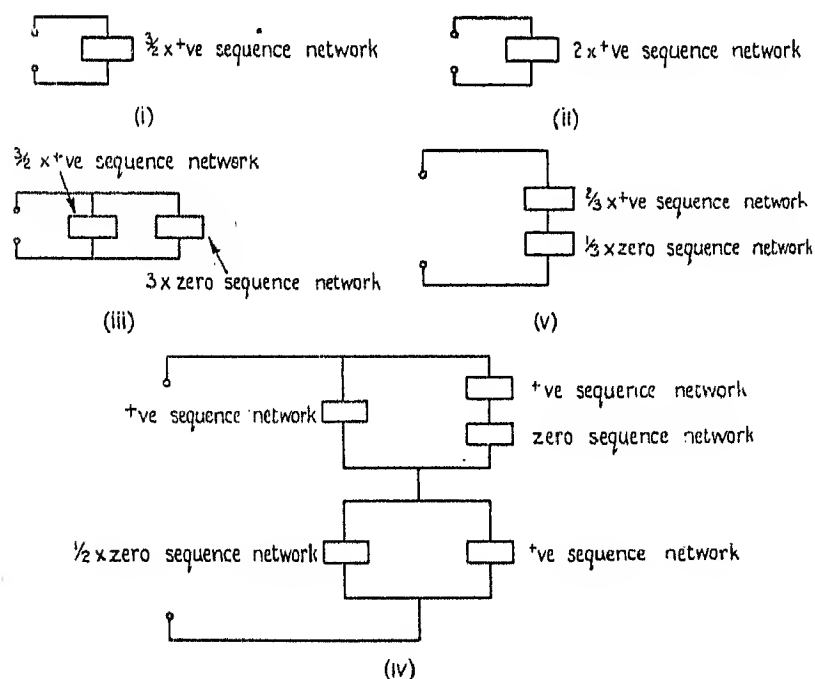 3/2 x +ve sequence network
2 x +ve sequence network
(i)
(ii)
3/2 x +ve sequence network
2/3 x +ve sequence network
1/3 x zero sequence network
3 x zero sequence network
(iii)
(v)
+ve sequence network
+ve sequence network
zero sequence network
1/2 x zero sequence network
+ve sequence network
(iv)